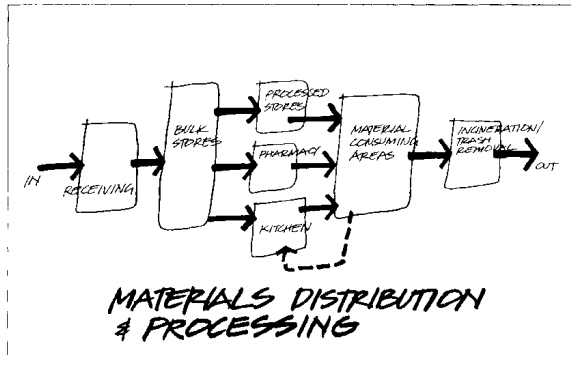 IN
RECEIVING
BULK
STORES
PROCESSED
STORES
PHARMACY
KITCHEN
MATERIAL
CONSUMING
AREAS
INCINERATION/
TRASH
REMOVAL
OUT
MATERIALS DISTRIBUTION
& PROCESSING